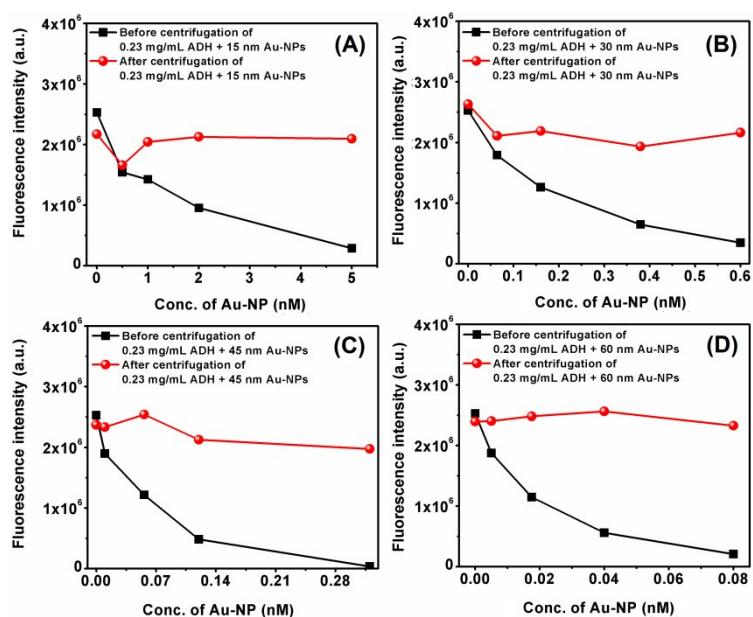 Fluorescence intensity (a.u.)
4x10⁶
3x10⁶
2x10⁶
1x10⁶
0
Before centrifugation of
0.23 mg/mL ADH + 15 nm Au-NPs
After centrifugation of
0.23 mg/mL ADH + 15 nm Au-NPs
(A)
0 1 2 3 4 5
Conc. of Au-NP (nM)
Fluorescence intensity (a.u.)
4x10⁶
3x10⁶
2x10⁶
1x10⁶
0
Before centrifugation of
0.23 mg/mL ADH + 30 nm Au-NPs
After centrifugation of
0.23 mg/mL ADH + 30 nm Au-NPs
(B)
0.0 0.1 0.2 0.3 0.4 0.5 0.6
Conc. of Au-NP (nM)
Fluorescence intensity (a.u.)
4x10⁶
3x10⁶
2x10⁶
1x10⁶
0
Before centrifugation of
0.23 mg/mL ADH + 45 nm Au-NPs
After centrifugation of
0.23 mg/mL ADH + 45 nm Au-NPs
(C)
0.00 0.07 0.14 0.21 0.28
Conc. of Au-NP (nM)
Fluorescence intensity (a.u.)
4x10⁶
3x10⁶
2x10⁶
1x10⁶
0
Before centrifugation of
0.23 mg/mL ADH + 60 nm Au-NPs
After centrifugation of
0.23 mg/mL ADH + 60 nm Au-NPs
(D)
0.00 0.02 0.04 0.06 0.08
Conc. of Au-NP (nM)